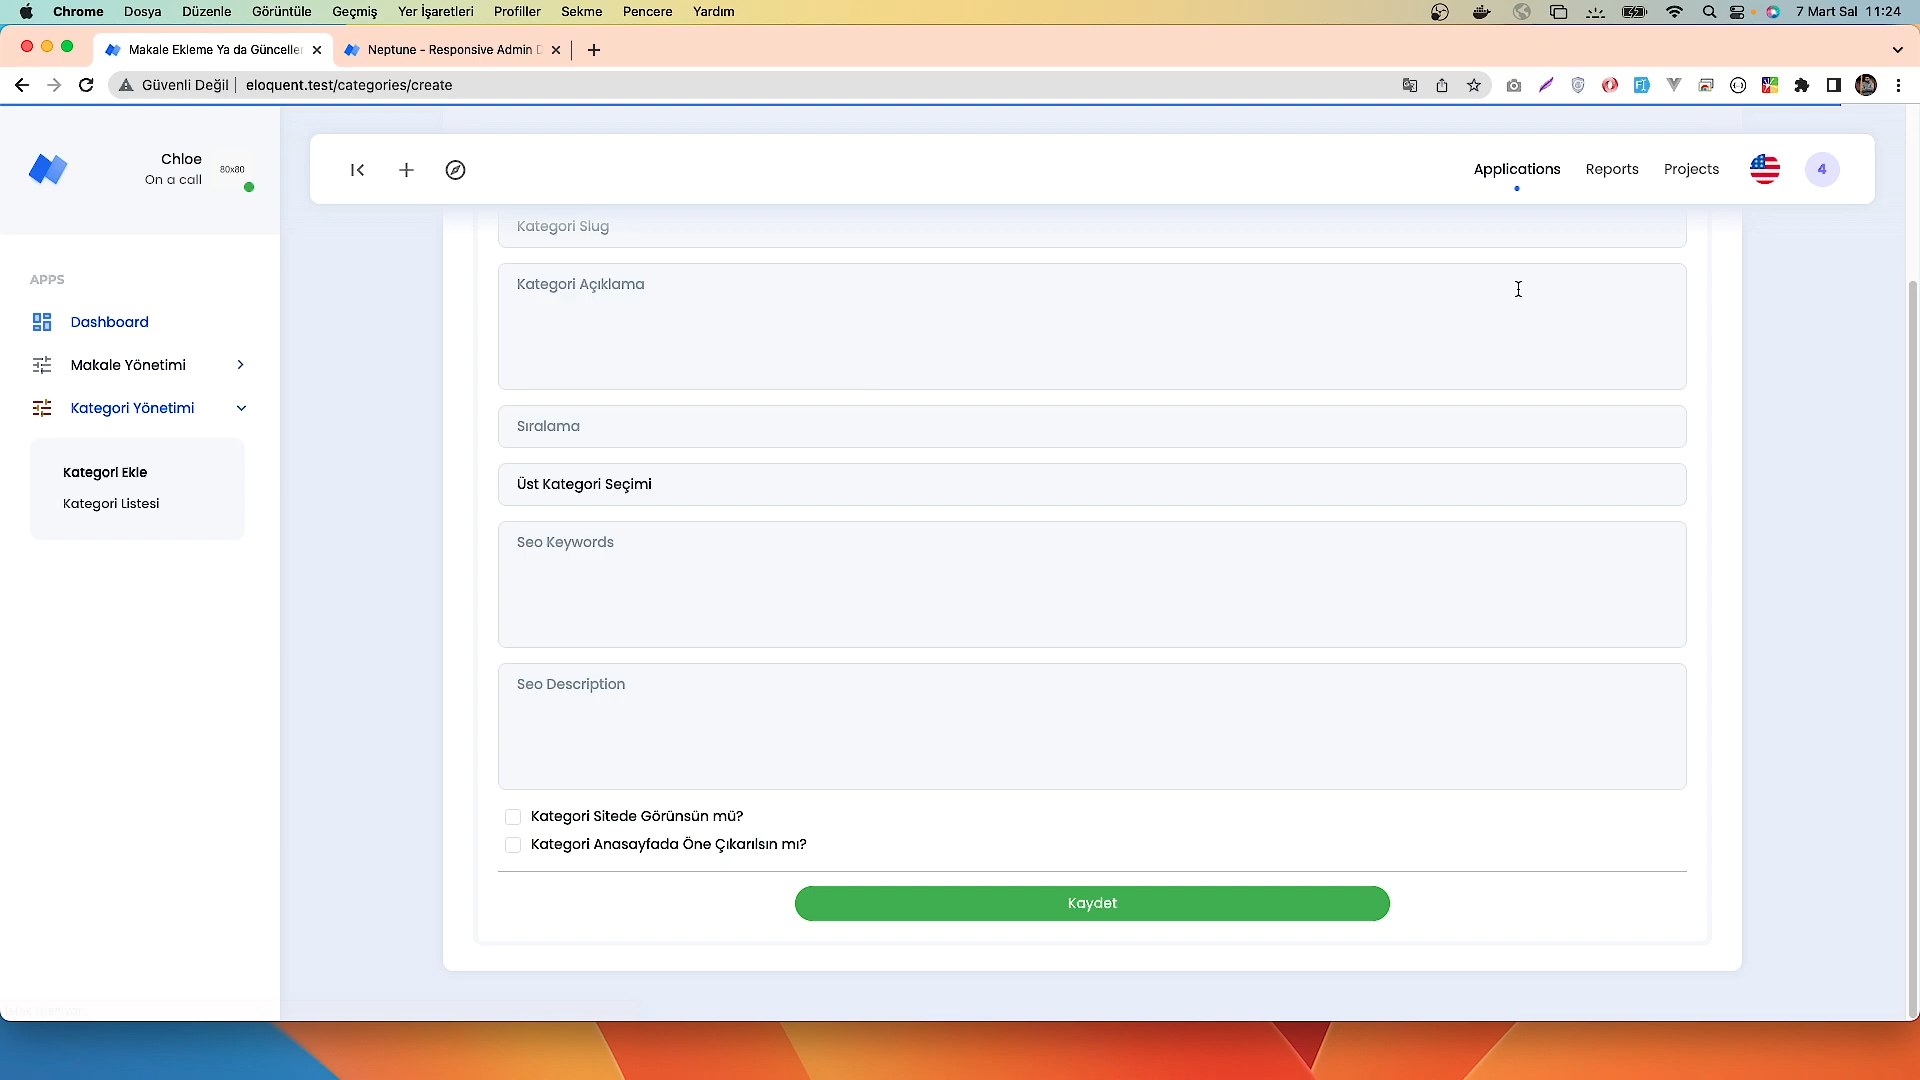 Chrome Dosya Düzenle Görüntüle Geçmiş Yer İşaretleri Profiller Sekme Pencere Yardım 7 Mart Sal 11:24
Makale Ekleme Ya da Güncelle Neptune - Responsive Admin D
Güvenli Değil eloquent.test/categories/create
Chloe
On a call
80x80
Applications Reports Projects 4
APPS
Dashboard
Makale Yönetimi
Kategori Yönetimi
Kategori Ekle
Kategori Listesi
Kategori Slug
Kategori Açıklama
Sıralama
Üst Kategori Seçimi
Seo Keywords
Seo Description
Kategori Sitede Görünsün mü?
Kategori Anasayfada Öne Çıkarılsın mı?
Kaydet